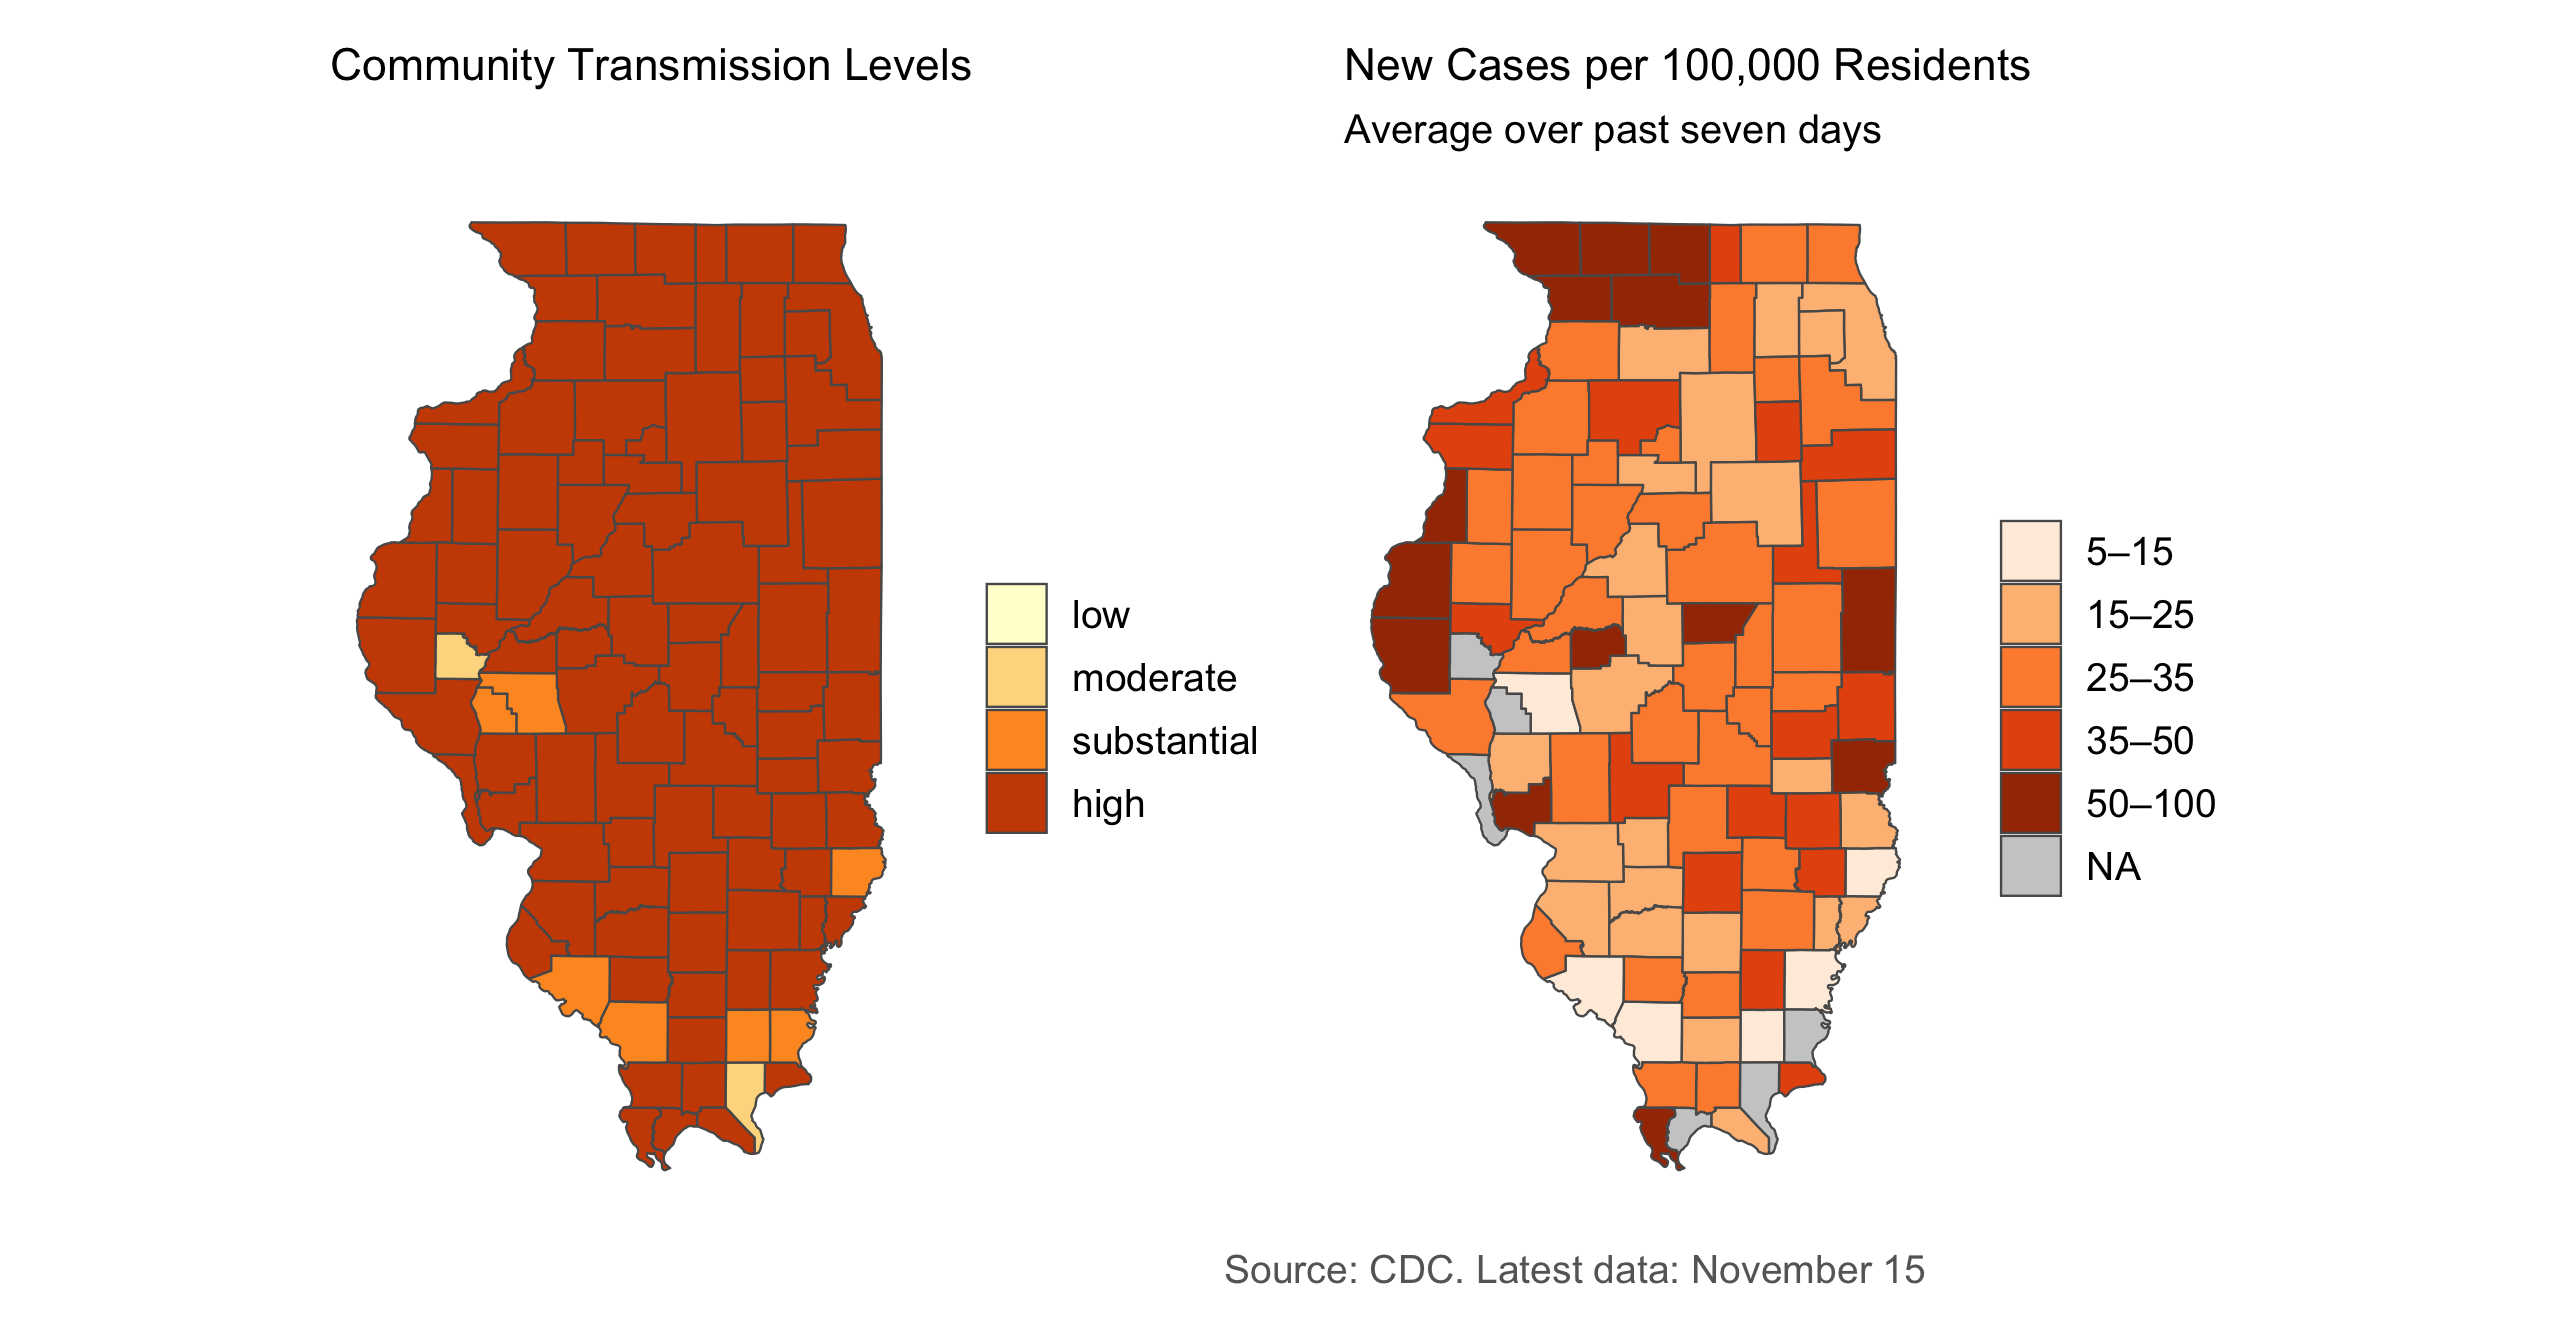 Community Transmission Levels
New Cases per 100,000 Residents
Average over past seven days
low
moderate
substantial
high
5–15
15–25
25–35
35–50
50–100
NA
Source: CDC. Latest data: November 15